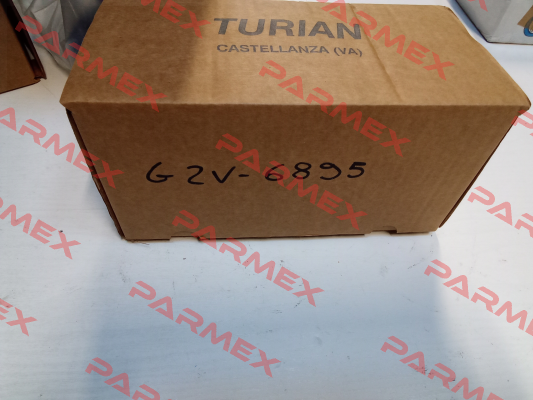 TURIAN
CASTELLANZA (VA)
G2V-6895
PARMEX